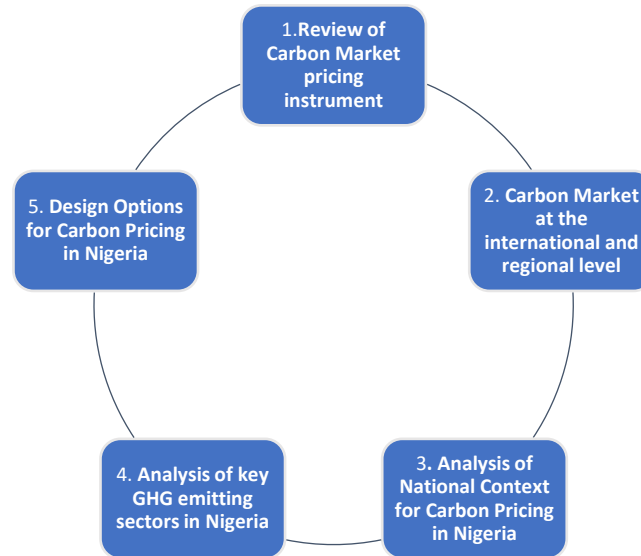 1.Review of
Carbon Market
pricing
instrument
2. Carbon Market
at the
international and
regional level
3. Analysis of
National Context
for Carbon Pricing
in Nigeria
4. Analysis of key
GHG emitting
sectors in Nigeria
5. Design Options
for Carbon Pricing
in Nigeria